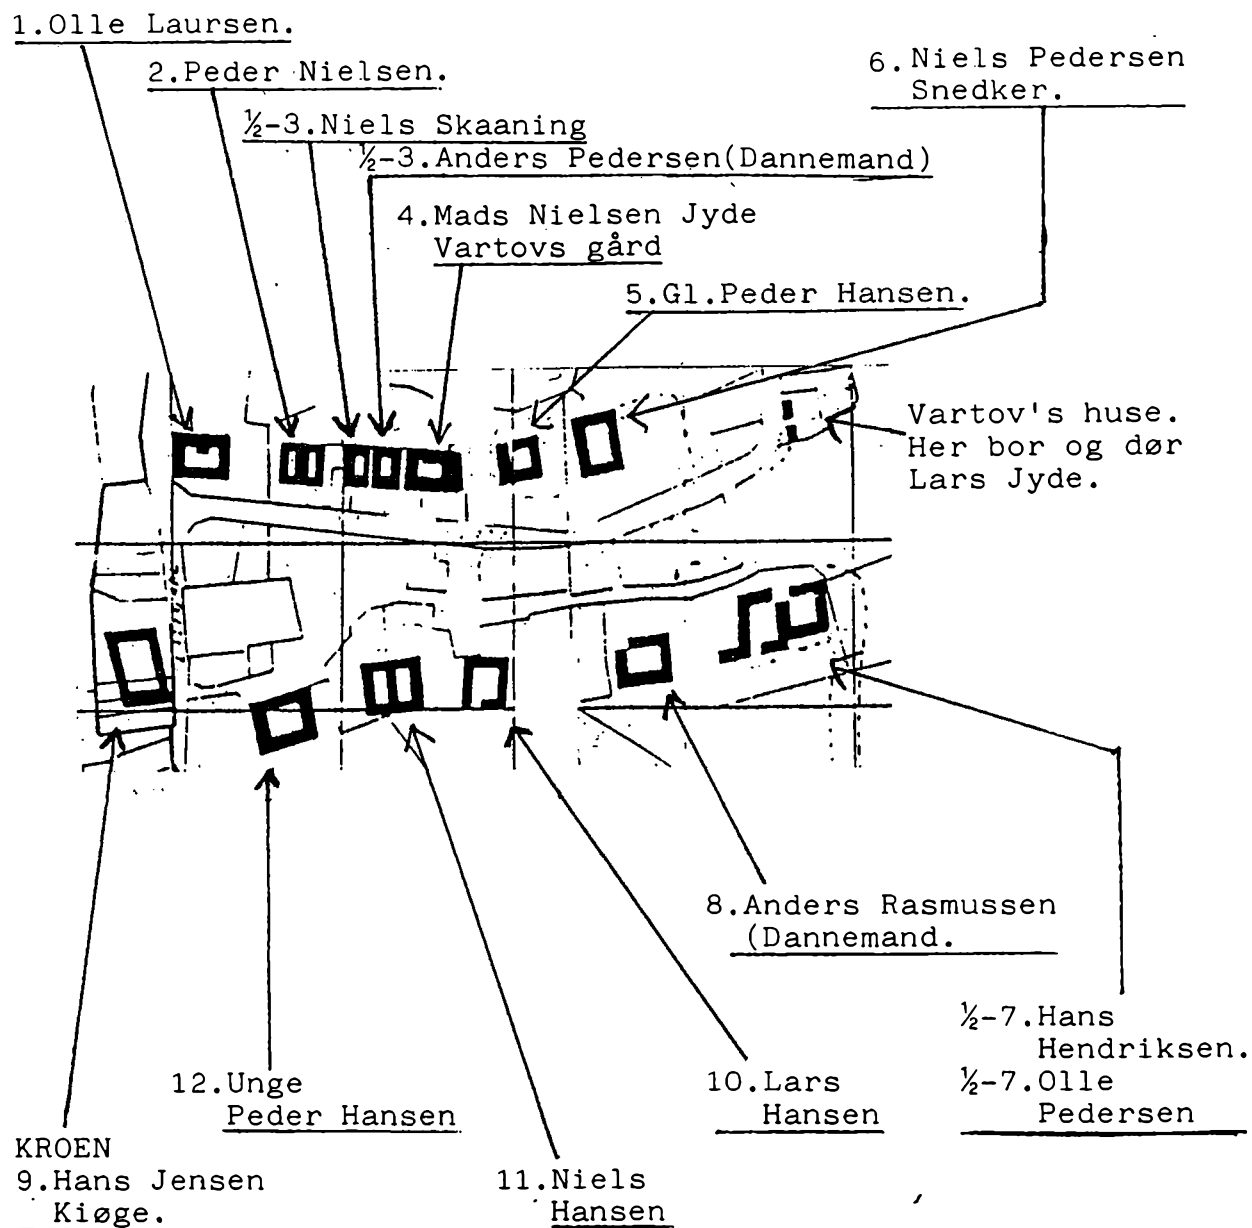 1.Olle Laursen.
2.Peder Nielsen.
½-3.Niels Skaaning
½-3.Anders Pedersen(Dannemand)
4.Mads Nielsen Jyde
Vartovs gård
5.Gl.Peder Hansen.
6.Niels Pedersen
Snedker.
Vartov's huse.
Her bor og dør
Lars Jyde.
8.Anders Rasmussen
(Dannemand.
½-7.Hans
Hendriksen.
½-7.Olle
Pedersen
10.Lars
Hansen
12.Unge
Peder Hansen
11.Niels
Hansen
KROEN
9.Hans Jensen
Kiøge.